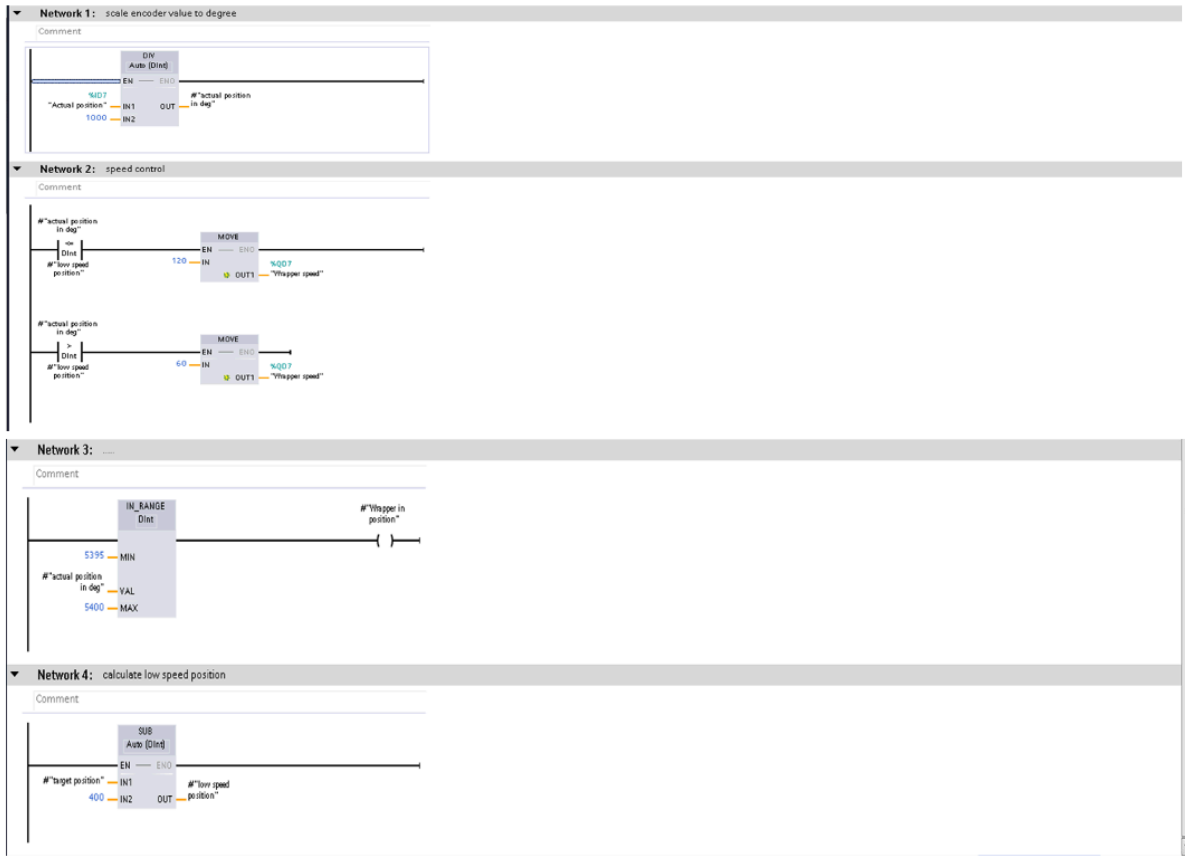 Network 1: scale encoder value to degree
Comment
DIV
Auto (DInt)
EN ENO
%ID7
"Actual position" IN1 OUT #"actual position
in deg"
1000 IN2
Network 2: speed control
Comment
#"actual position
in deg"
<=
DInt
#"low speed
position"
MOVE
EN ENO
120 IN
%QD7
OUT1 "Wrapper speed"
#"actual position
in deg"
>
DInt
#"low speed
position"
MOVE
EN ENO
60 IN
%QD7
OUT1 "Wrapper speed"
Network 3: .....
Comment
IN_RANGE
DInt
#"Wrapper in
position"
5395 MIN
#"actual position
in deg" VAL
5400 MAX
Network 4: calculate low speed position
Comment
SUB
Auto (DInt)
EN ENO
#"target position" IN1
400 IN2 OUT #"low speed
position"